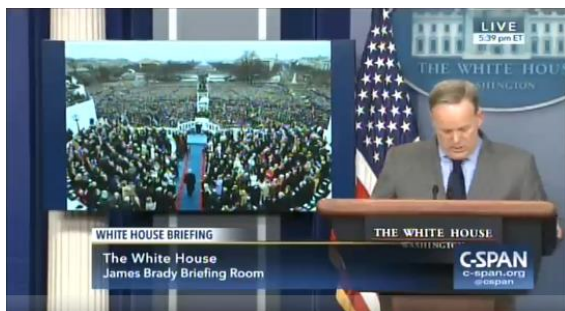 LIVE
5:39 pm ET
THE WHITE HOUSE
WASHINGTON
WHITE HOUSE BRIEFING
The White House
James Brady Briefing Room
THE WHITE HOUSE
WASHINGTON
C-SPAN
c-span.org
@cspan